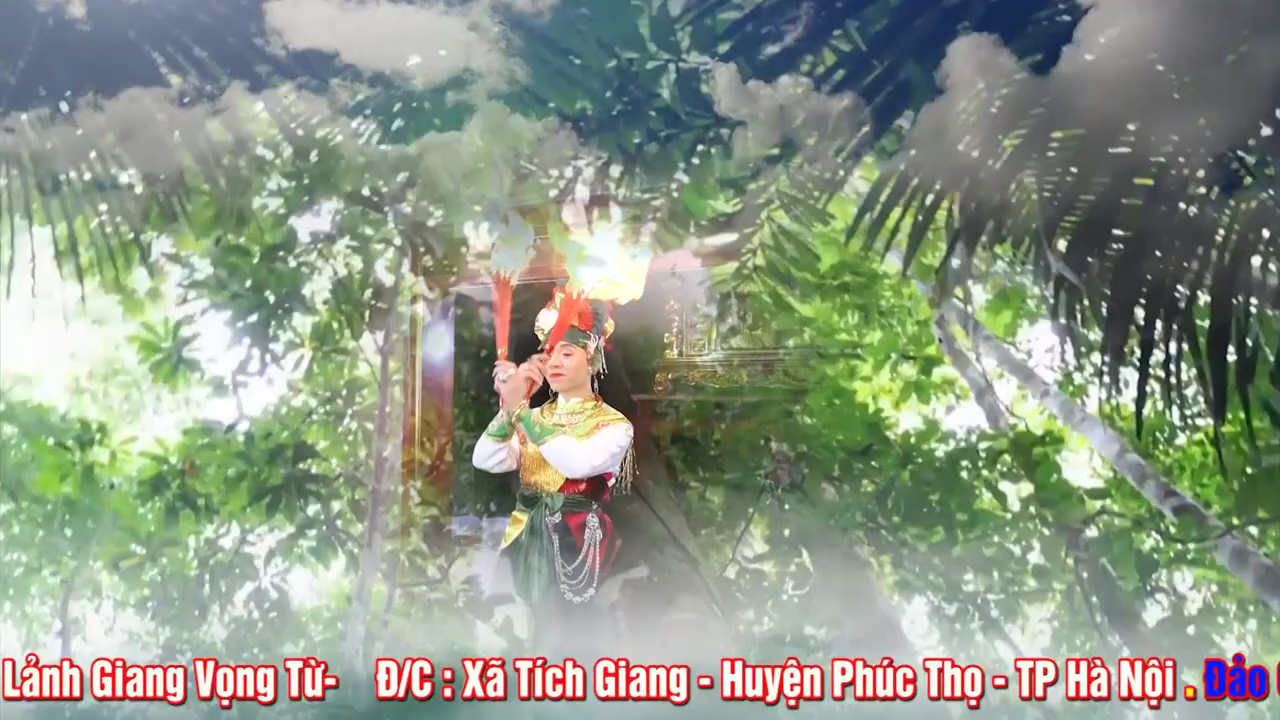 Lảnh Giang Vọng Từ- Đ/C : Xã Tích Giang - Huyện Phúc Thọ - TP Hà Nội . Đảo